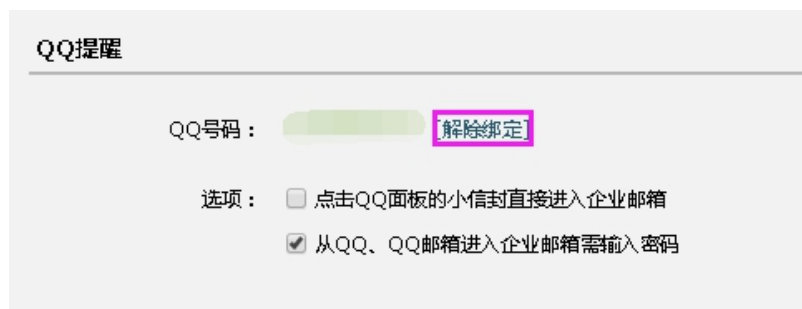 QQ提醒
QQ号码： [解除绑定]
选项： 点击QQ面板的小信封直接进入企业邮箱
从QQ、QQ邮箱进入企业邮箱需输入密码